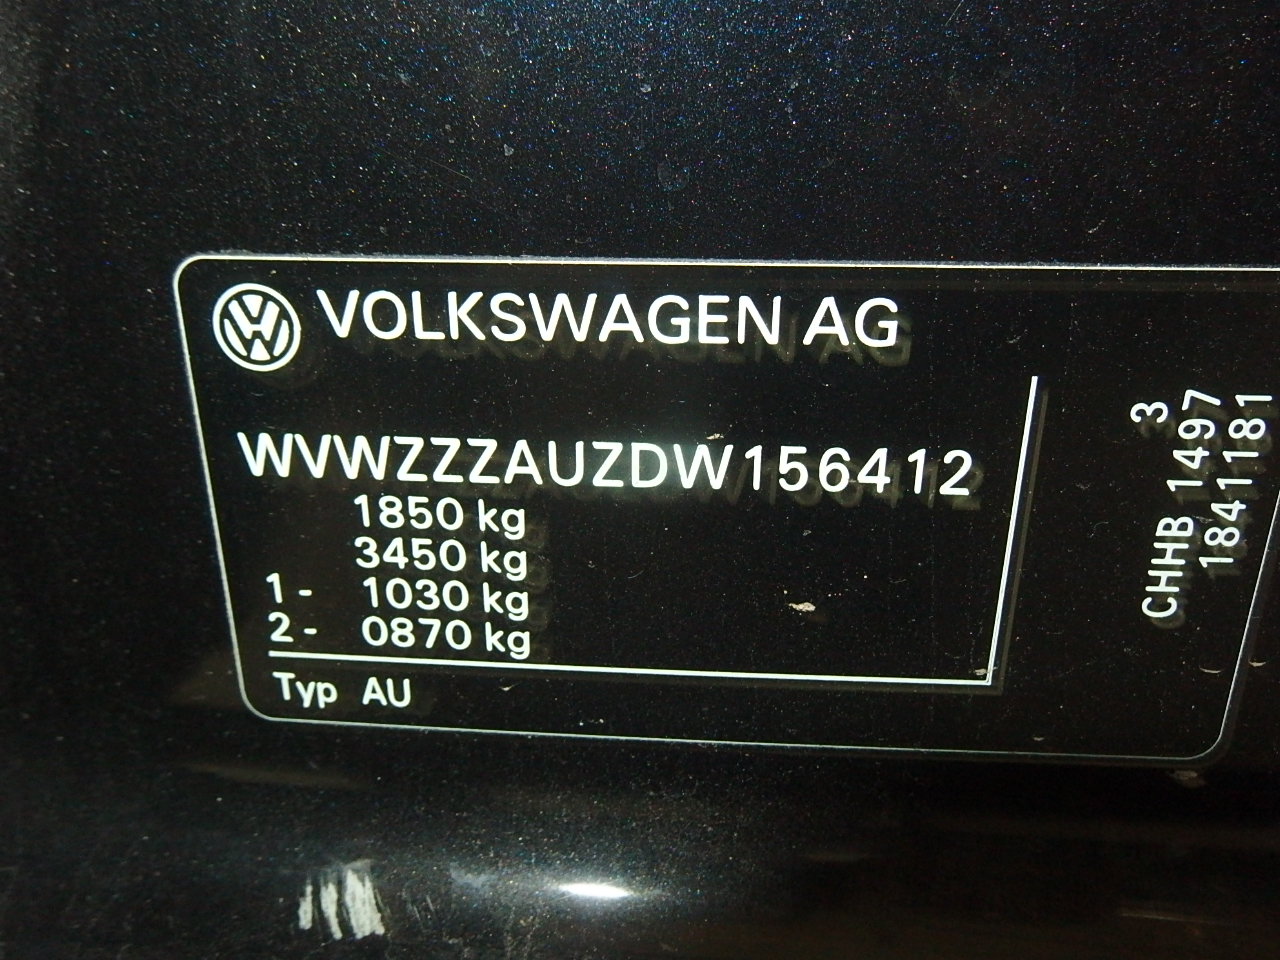 VOLKSWAGEN AG
WVWZZZAUZDW156412
1850 kg
3450 kg
1- 1030 kg
2- 0870 kg
Typ AU
3
CHHB 1497
1841181